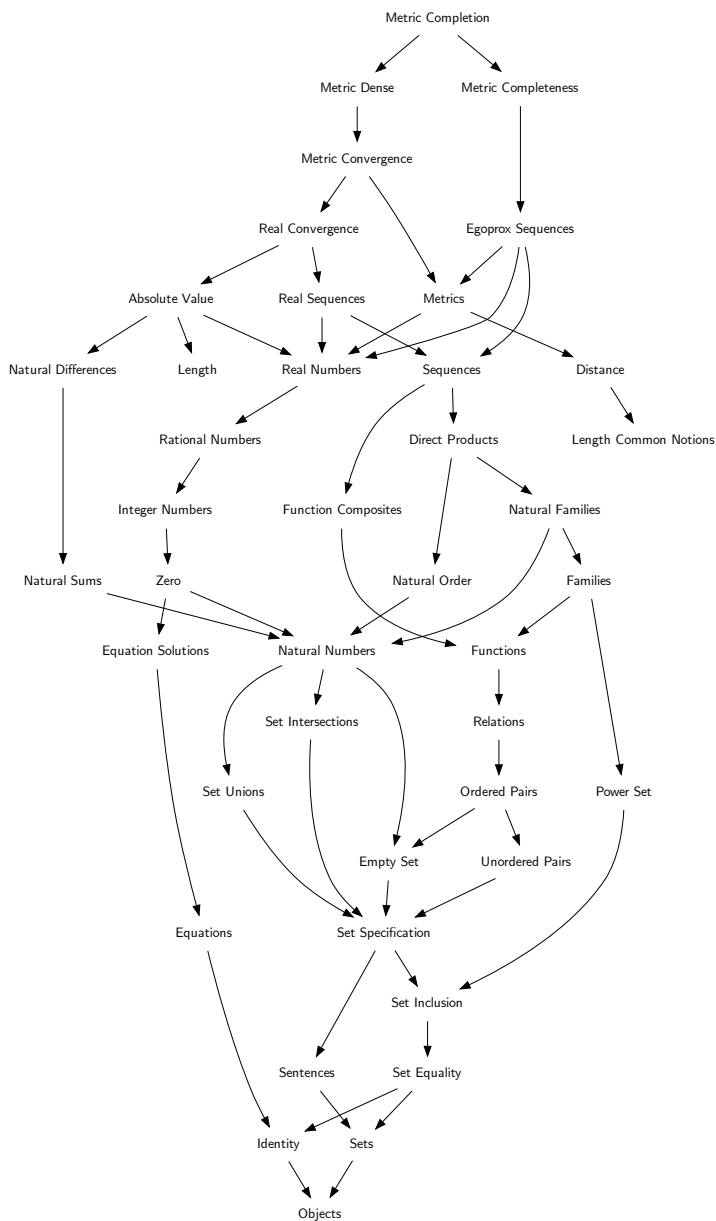 Metric Completion
Metric Dense
Metric Completeness
Metric Convergence
Real Convergence
Egoprox Sequences
Absolute Value
Real Sequences
Metrics
Natural Differences
Length
Real Numbers
Sequences
Distance
Rational Numbers
Direct Products
Length Common Notions
Integer Numbers
Function Composites
Natural Families
Natural Sums
Zero
Natural Order
Families
Equation Solutions
Natural Numbers
Functions
Set Intersections
Relations
Set Unions
Ordered Pairs
Power Set
Empty Set
Unordered Pairs
Equations
Set Specification
Set Inclusion
Sentences
Set Equality
Identity
Sets
Objects